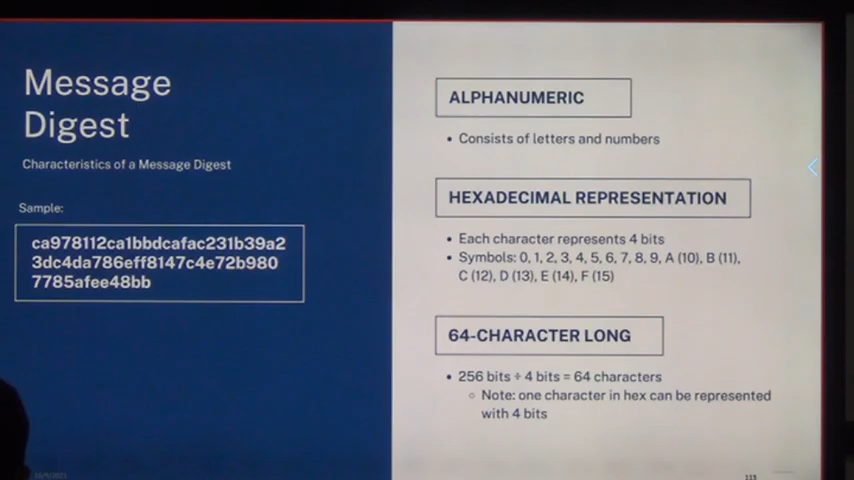 Message
Digest
Characteristics of a Message Digest
Sample:
ca978112ca1bbdcafac231b39a2
3dc4da786eff8147c4e72b980
7785afee48bb
ALPHANUMERIC
• Consists of letters and numbers
HEXADECIMAL REPRESENTATION
• Each character represents 4 bits
• Symbols: 0, 1, 2, 3, 4, 5, 6, 7, 8, 9, A (10), B (11),
C (12), D (13), E (14), F (15)
64-CHARACTER LONG
• 256 bits ÷ 4 bits = 64 characters
○ Note: one character in hex can be represented
with 4 bits
113